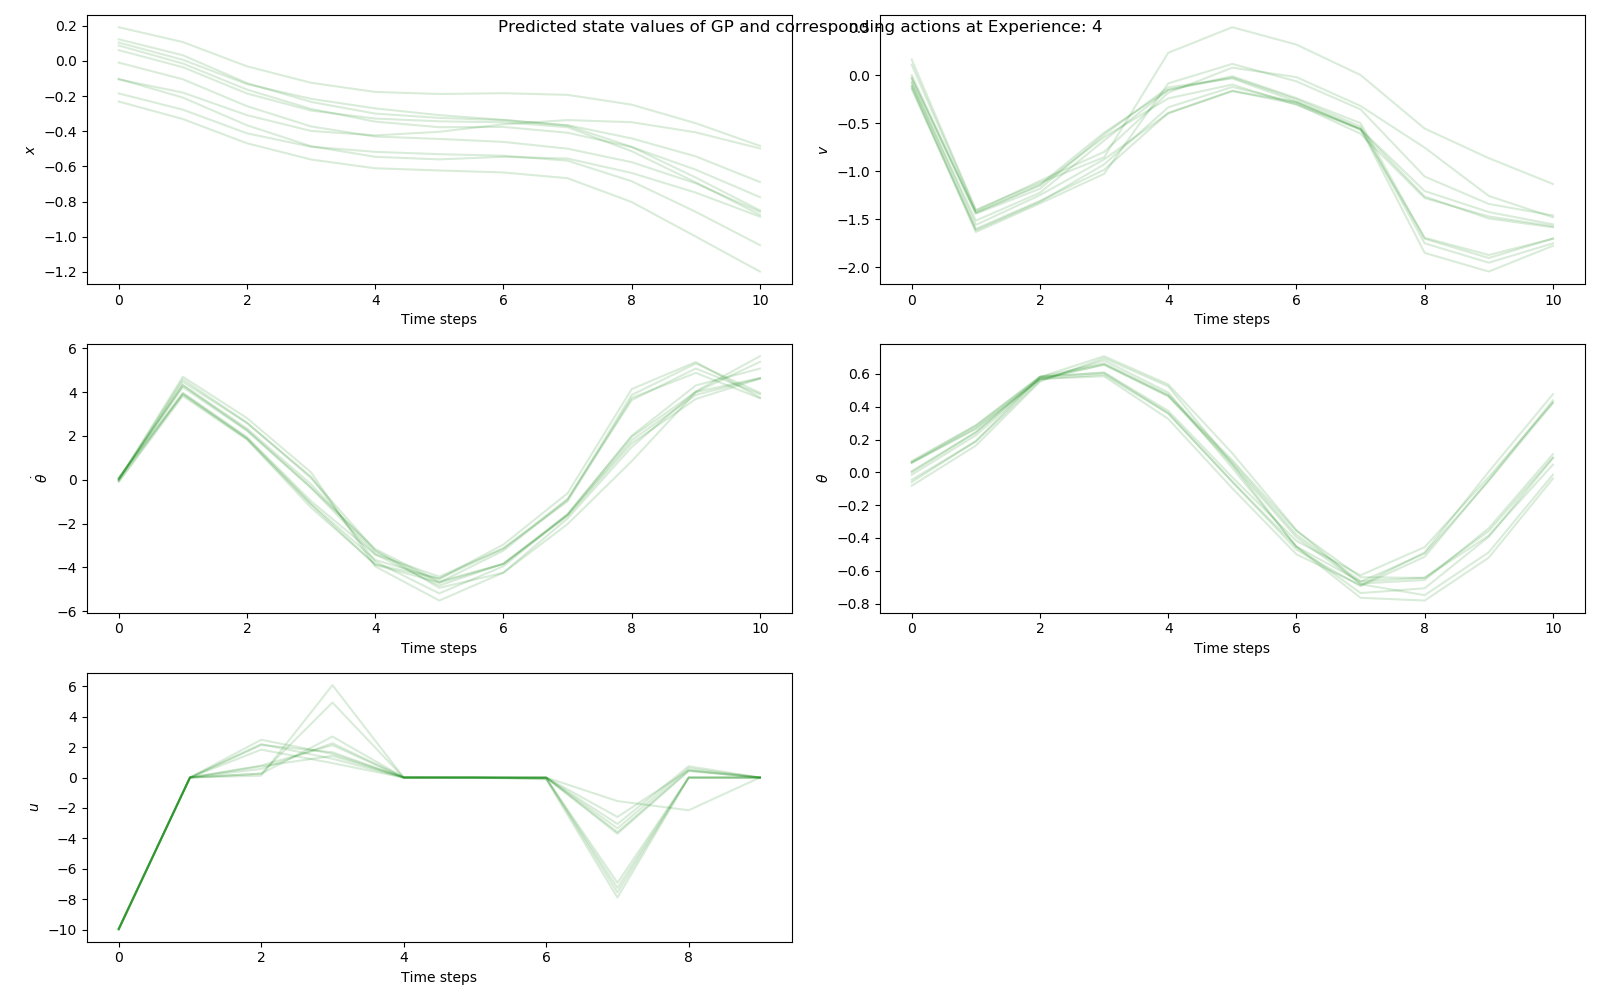 Predicted state values of GP and corresponding actions at Experience: 4
0.2
0.0
−0.2
−0.4
−0.6
−0.8
−1.0
−1.2
x
0 2 4 6 8 10
Time steps
0.5
0.0
−0.5
−1.0
−1.5
−2.0
v
0 2 4 6 8 10
Time steps
6
4
2
0
−2
−4
−6
θ̇
0 2 4 6 8 10
Time steps
0.6
0.4
0.2
0.0
−0.2
−0.4
−0.6
−0.8
θ
0 2 4 6 8 10
Time steps
6
4
2
0
−2
−4
−6
−8
−10
u
0 2 4 6 8
Time steps